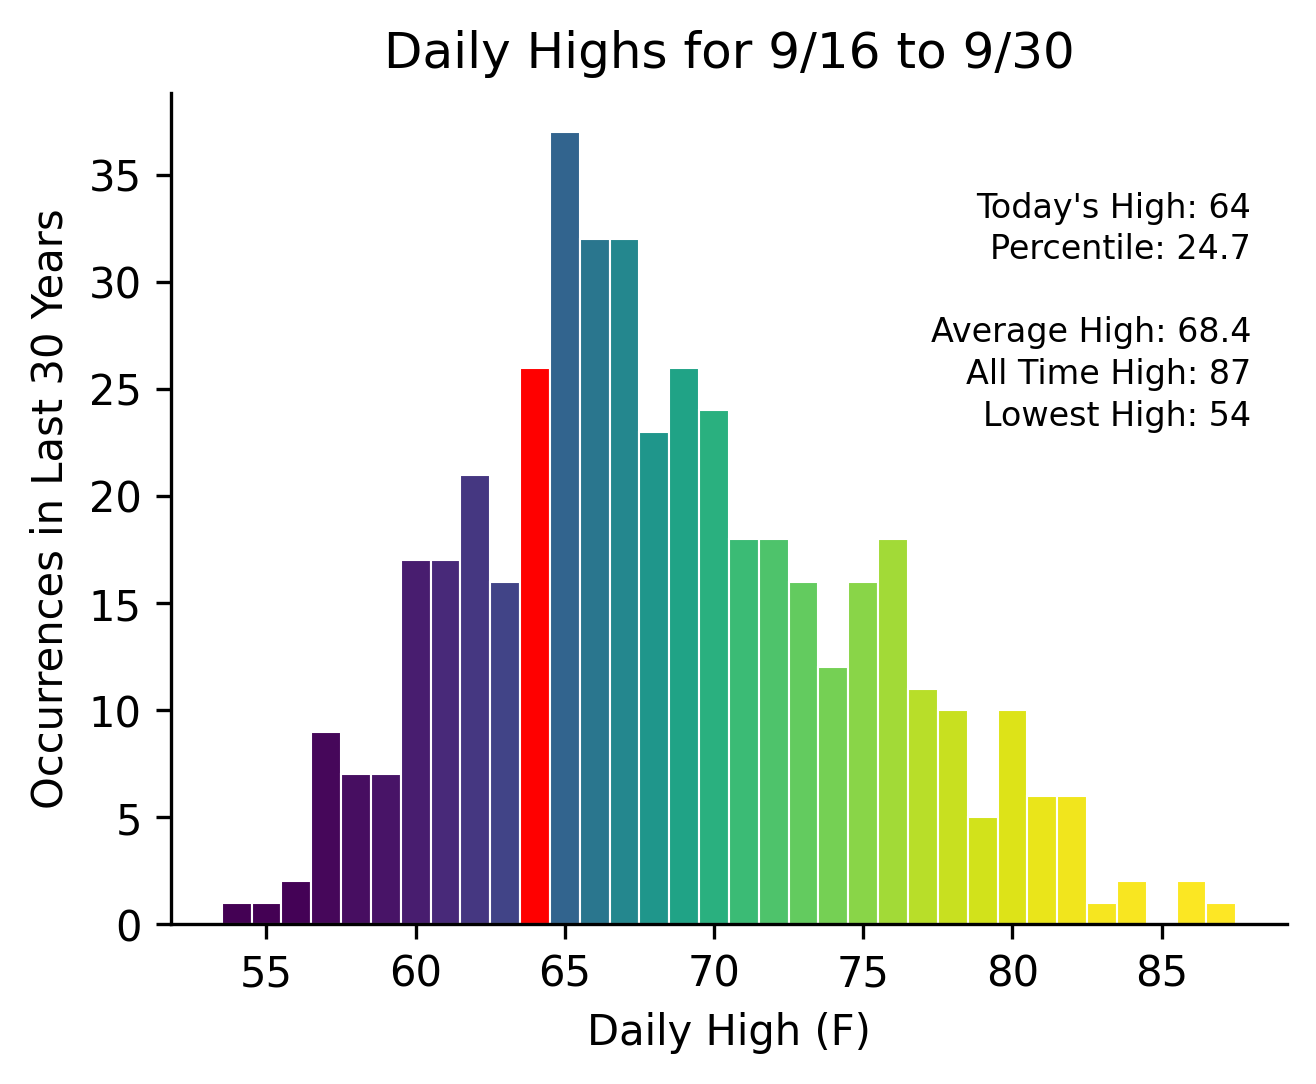 Daily Highs for 9/16 to 9/30
Occurrences in Last 30 Years
35
30
25
20
15
10
5
0
Today's High: 64
Percentile: 24.7
Average High: 68.4
All Time High: 87
Lowest High: 54
55 60 65 70 75 80 85
Daily High (F)